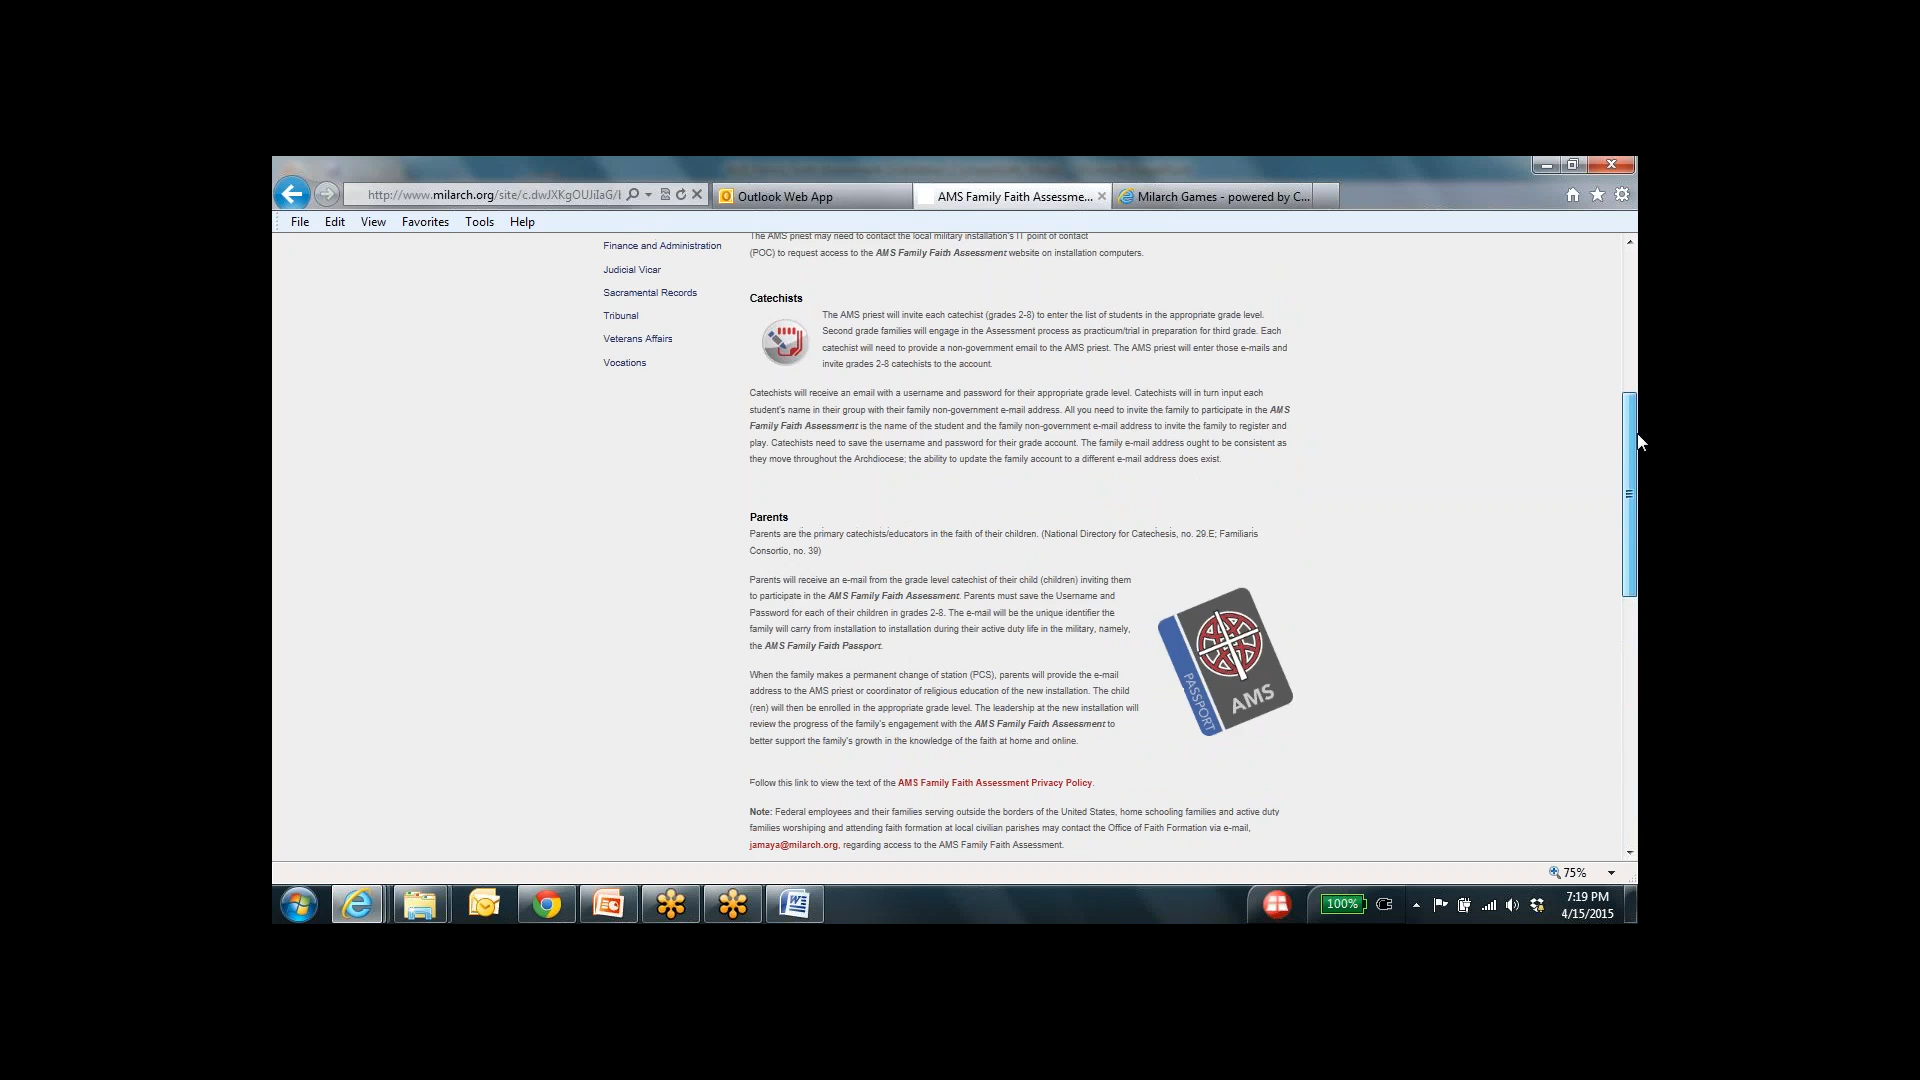 http://www.milarch.org/site/c.dwJXKgOUJiIaG/
Outlook Web App
AMS Family Faith Assessme...
Milarch Games - powered by C...
File Edit View Favorites Tools Help
Finance and Administration
Judicial Vicar
Sacramental Records
Tribunal
Veterans Affairs
Vocations
The AMS priest may need to contact the local military installation's IT point of contact
(POC) to request access to the AMS Family Faith Assessment website on installation computers.
Catechists
The AMS priest will invite each catechist (grades 2-8) to enter the list of students in the appropriate grade level.
Second grade families will engage in the Assessment process as practicum/trial in preparation for third grade. Each
catechist will need to provide a non-government email to the AMS priest. The AMS priest will enter those e-mails and
invite grades 2-8 catechists to the account.
Catechists will receive an email with a username and password for their appropriate grade level. Catechists will in turn input each
student's name in their group with their family non-government e-mail address. All you need to invite the family to participate in the AMS
Family Faith Assessment is the name of the student and the family non-government e-mail address to invite the family to register and
play. Catechists need to save the username and password for their grade account. The family e-mail address ought to be consistent as
they move throughout the Archdiocese; the ability to update the family account to a different e-mail address does exist.
Parents
Parents are the primary catechists/educators in the faith of their children. (National Directory for Catechesis, no. 29.E; Familiaris
Consortio, no. 39)
Parents will receive an e-mail from the grade level catechist of their child (children) inviting them
to participate in the AMS Family Faith Assessment. Parents must save the Username and
Password for each of their children in grades 2-8. The e-mail will be the unique identifier the
family will carry from installation to installation during their active duty life in the military, namely,
the AMS Family Faith Passport.
When the family makes a permanent change of station (PCS), parents will provide the e-mail
address to the AMS priest or coordinator of religious education of the new installation. The child
(ren) will then be enrolled in the appropriate grade level. The leadership at the new installation will
review the progress of the family's engagement with the AMS Family Faith Assessment to
better support the family's growth in the knowledge of the faith at home and online.
PASSPORT
AMS
Follow this link to view the text of the AMS Family Faith Assessment Privacy Policy.
Note: Federal employees and their families serving outside the borders of the United States, home schooling families and active duty
families worshiping and attending faith formation at local civilian parishes may contact the Office of Faith Formation via e-mail,
jamaya@milarch.org, regarding access to the AMS Family Faith Assessment.
75%
100%
7:19 PM
4/15/2015